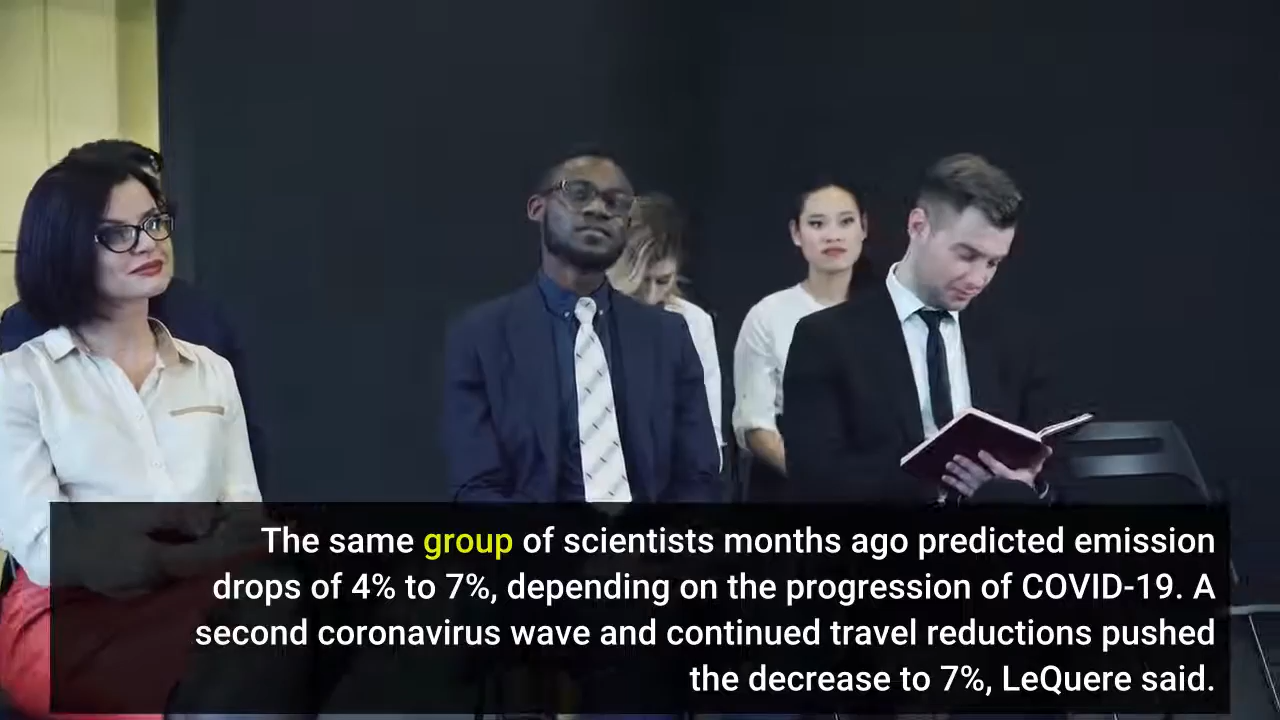 The same group of scientists months ago predicted emission
drops of 4% to 7%, depending on the progression of COVID-19. A
second coronavirus wave and continued travel reductions pushed
the decrease to 7%, LeQuere said.